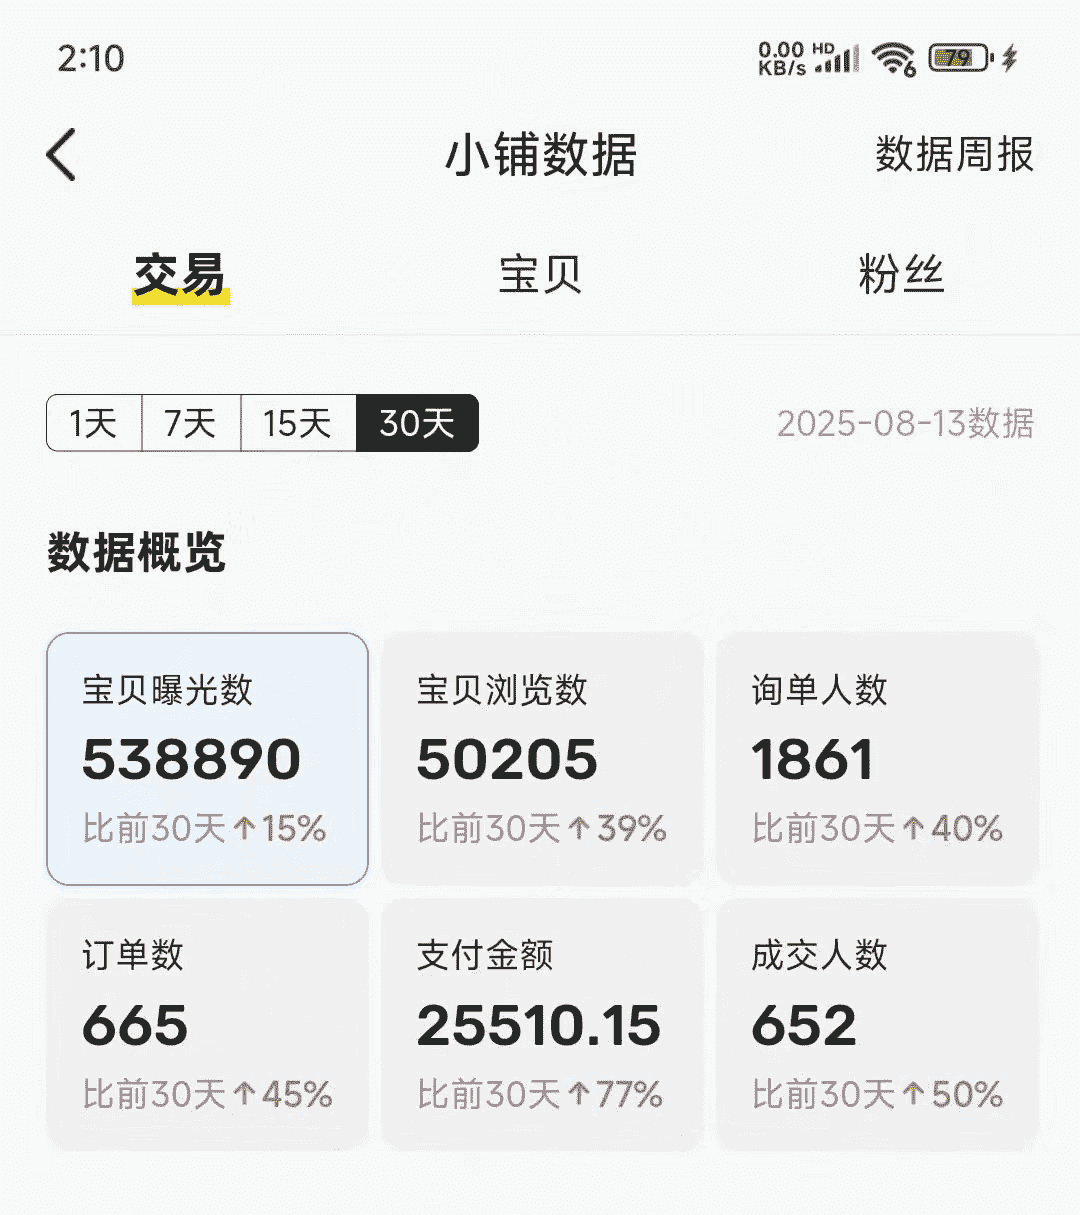 2:10 0.00 KB/s HD 6 79
小铺数据 数据周报
交易 宝贝 粉丝
1天 7天 15天 30天 2025-08-13数据
数据概览
宝贝曝光数 宝贝浏览数 询单人数
538890 50205 1861
比前30天↑15% 比前30天↑39% 比前30天↑40%
订单数 支付金额 成交人数
665 25510.15 652
比前30天↑45% 比前30天↑77% 比前30天↑50%